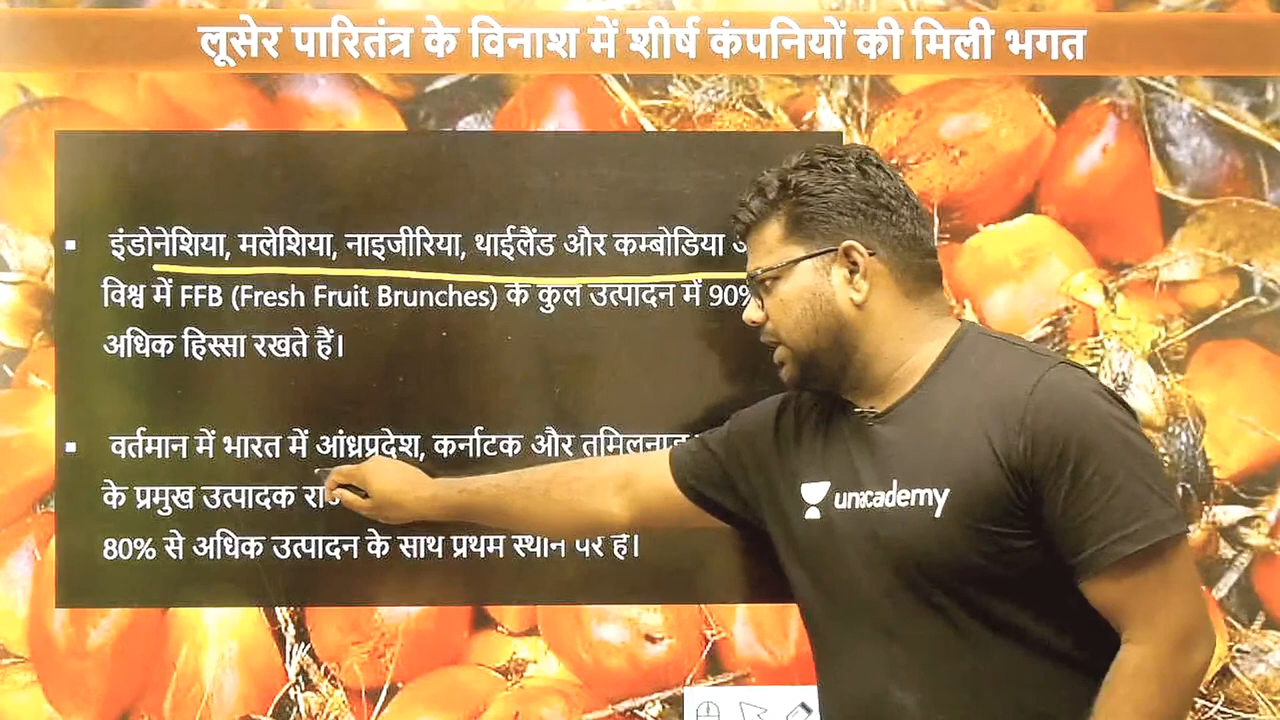 लूसेर पारितंत्र के विनाश में शीर्ष कंपनियों की मिली भगत
इंडोनेशिया, मलेशिया, नाइजीरिया, थाईलैंड और कम्बोडिया
विश्व में FFB (Fresh Fruit Brunches) के कुल उत्पादन में 90%
अधिक हिस्सा रखते हैं।
वर्तमान में भारत में आंध्रप्रदेश, कर्नाटक और
के प्रमुख उत्पादक
80% से अधिक उत्पादन के साथ प्रथम स्थान पर हैं।
unacademy